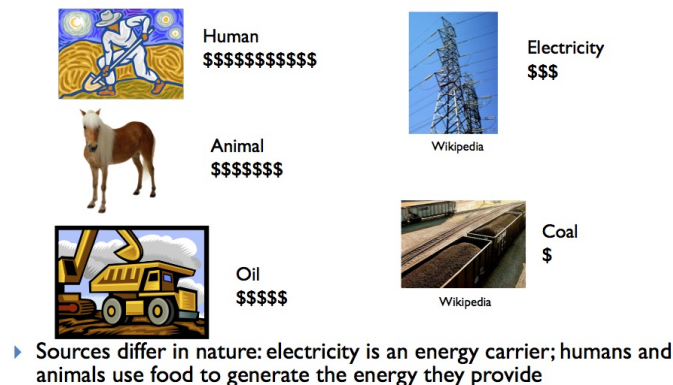 Human
$$$$$$$$$$$
Animal
$$$$$$$
Oil
$$$$$
Electricity
$$$
Wikipedia
Coal
$
Wikipedia
Sources differ in nature: electricity is an energy carrier; humans and
animals use food to generate the energy they provide